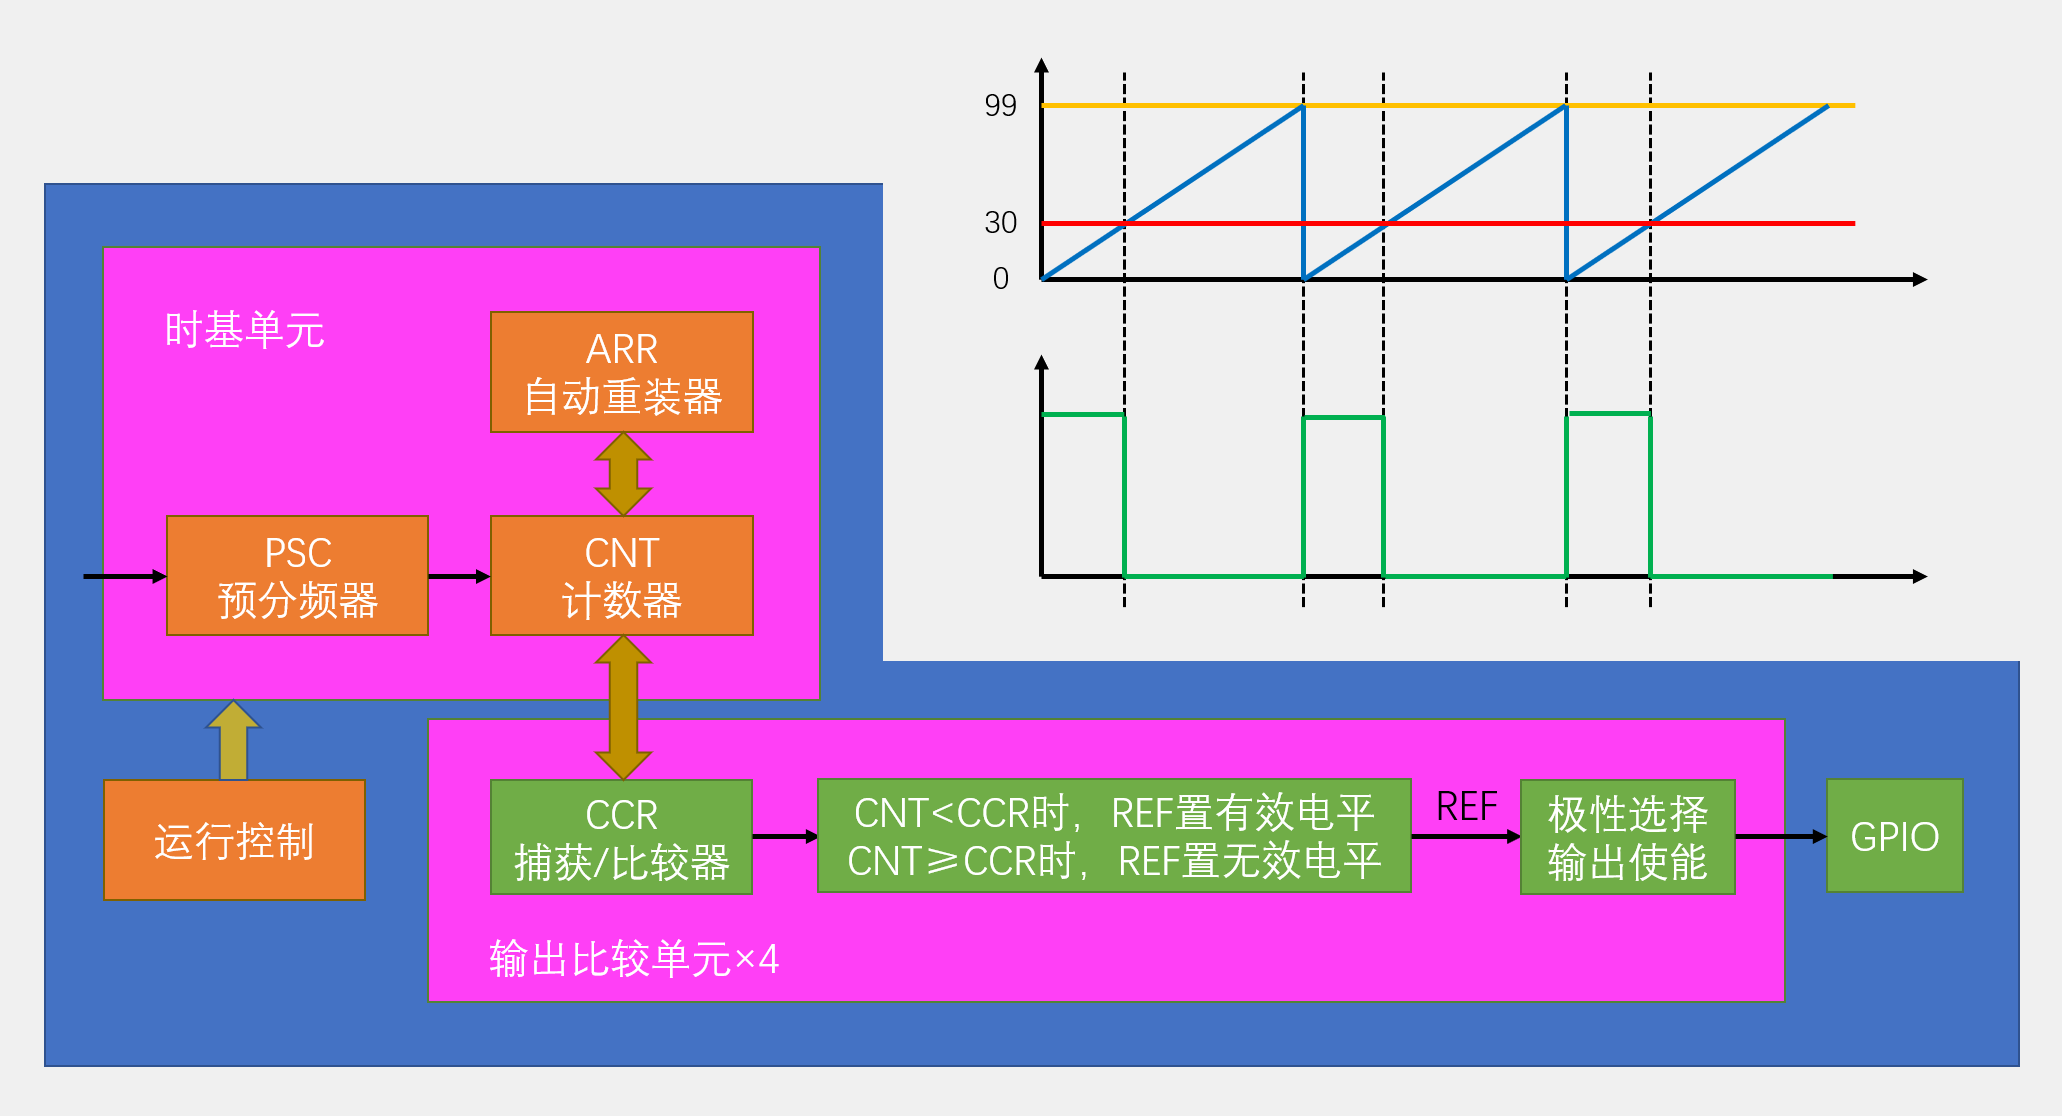 99
30
0
时基单元
ARR
自动重装器
PSC
预分频器
CNT
计数器
运行控制
CCR
捕获/比较器
CNT<CCR时，REF置有效电平
CNT≥CCR时，REF置无效电平
REF
极性选择
输出使能
GPIO
输出比较单元×4